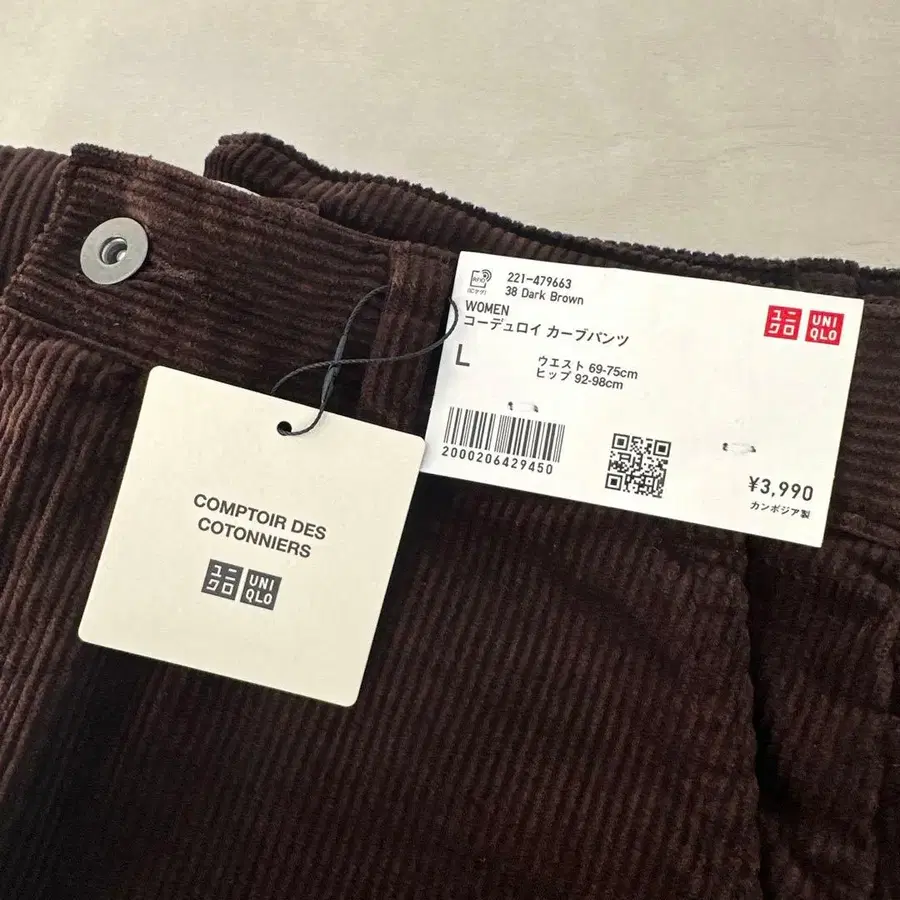 221-479663
38 Dark Brown
WOMEN
コーデュロイ カーブパンツ
L
ウエスト 69-75cm
ヒップ 92-98cm
2000206429450
¥3,990
カンボジア製
ユニ
クロ
UNI
QLO
COMPTOIR DES
COTONNIERS
ユニ
クロ
UNI
QLO